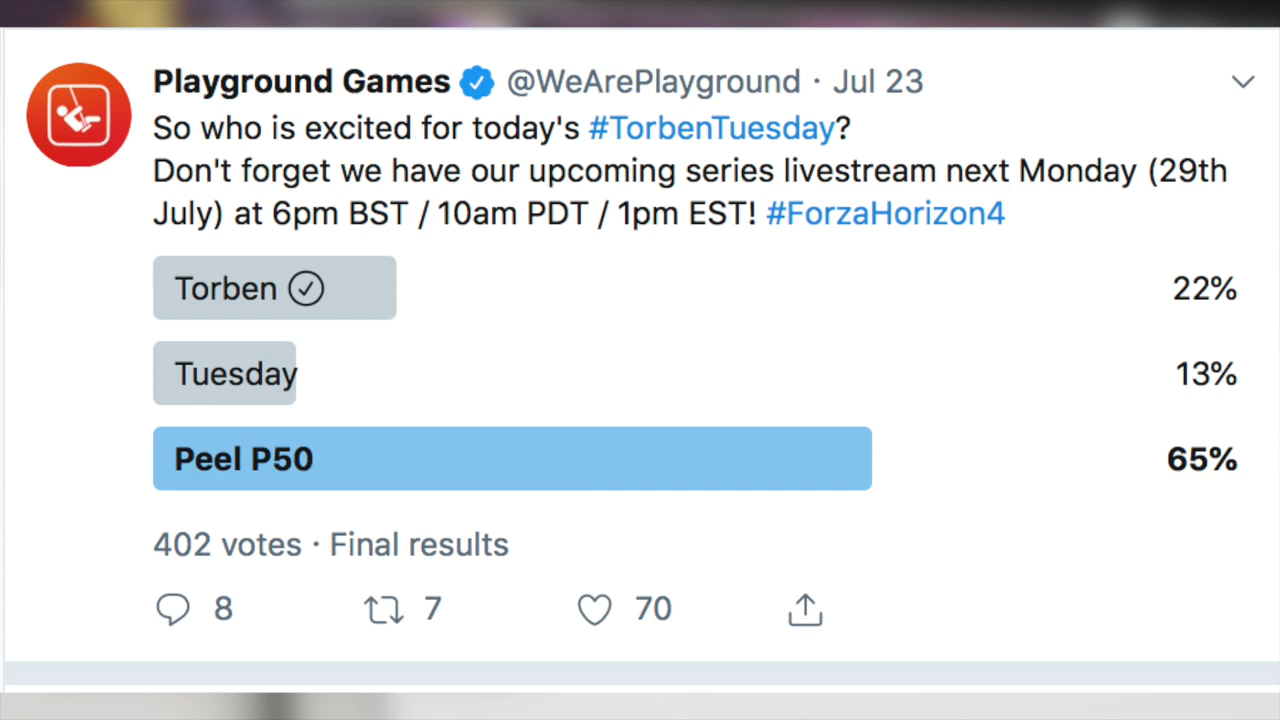 Playground Games @WeArePlayground · Jul 23
So who is excited for today's #TorbenTuesday?
Don't forget we have our upcoming series livestream next Monday (29th
July) at 6pm BST / 10am PDT / 1pm EST! #ForzaHorizon4
Torben 22%
Tuesday 13%
Peel P50 65%
402 votes · Final results
8 7 70